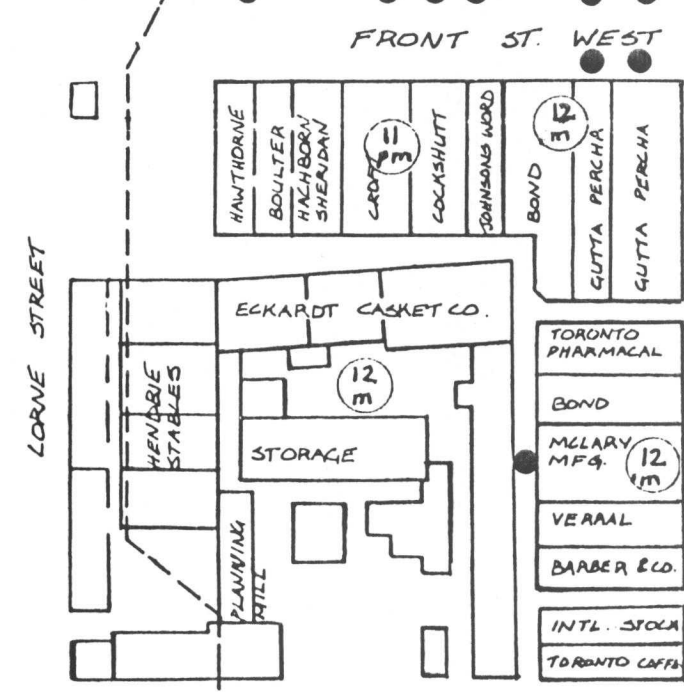 FRONT ST. WEST
HAWTHORNE
BOULTER
HACHBORN
SHERIDAN
11
pm
COCKSHUTT
JOHNSONS WORD
BOND
12
m
GUTTA PERCHA
GUTTA PERCHA
LORNE STREET
ECKARDT CASKET CO.
HENDRIE
STABLES
12
m
STORAGE
PLANNING
MILL
TORONTO
PHARMACAL
BOND
MCLARY
MFG.
12
m
VERRAL
BARBER & CO.
INTL. STOCK
TORONTO COFFE